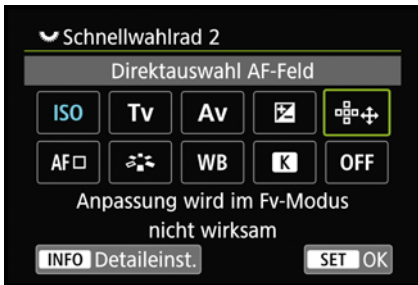 Schnellwahlrad 2
Direktauswahl AF-Feld
ISO Tv Av
AF WB K OFF
Anpassung wird im Fv-Modus
nicht wirksam
INFO Detaileinst. SET OK